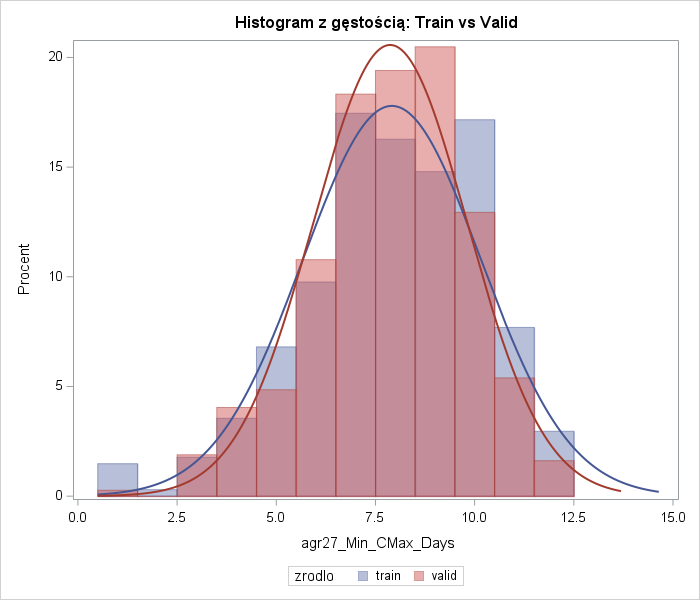 Histogram z gęstością: Train vs Valid
Procent
20
15
10
5
0
0.0 2.5 5.0 7.5 10.0 12.5 15.0
agr27_Min_CMax_Days
zrodlo train valid